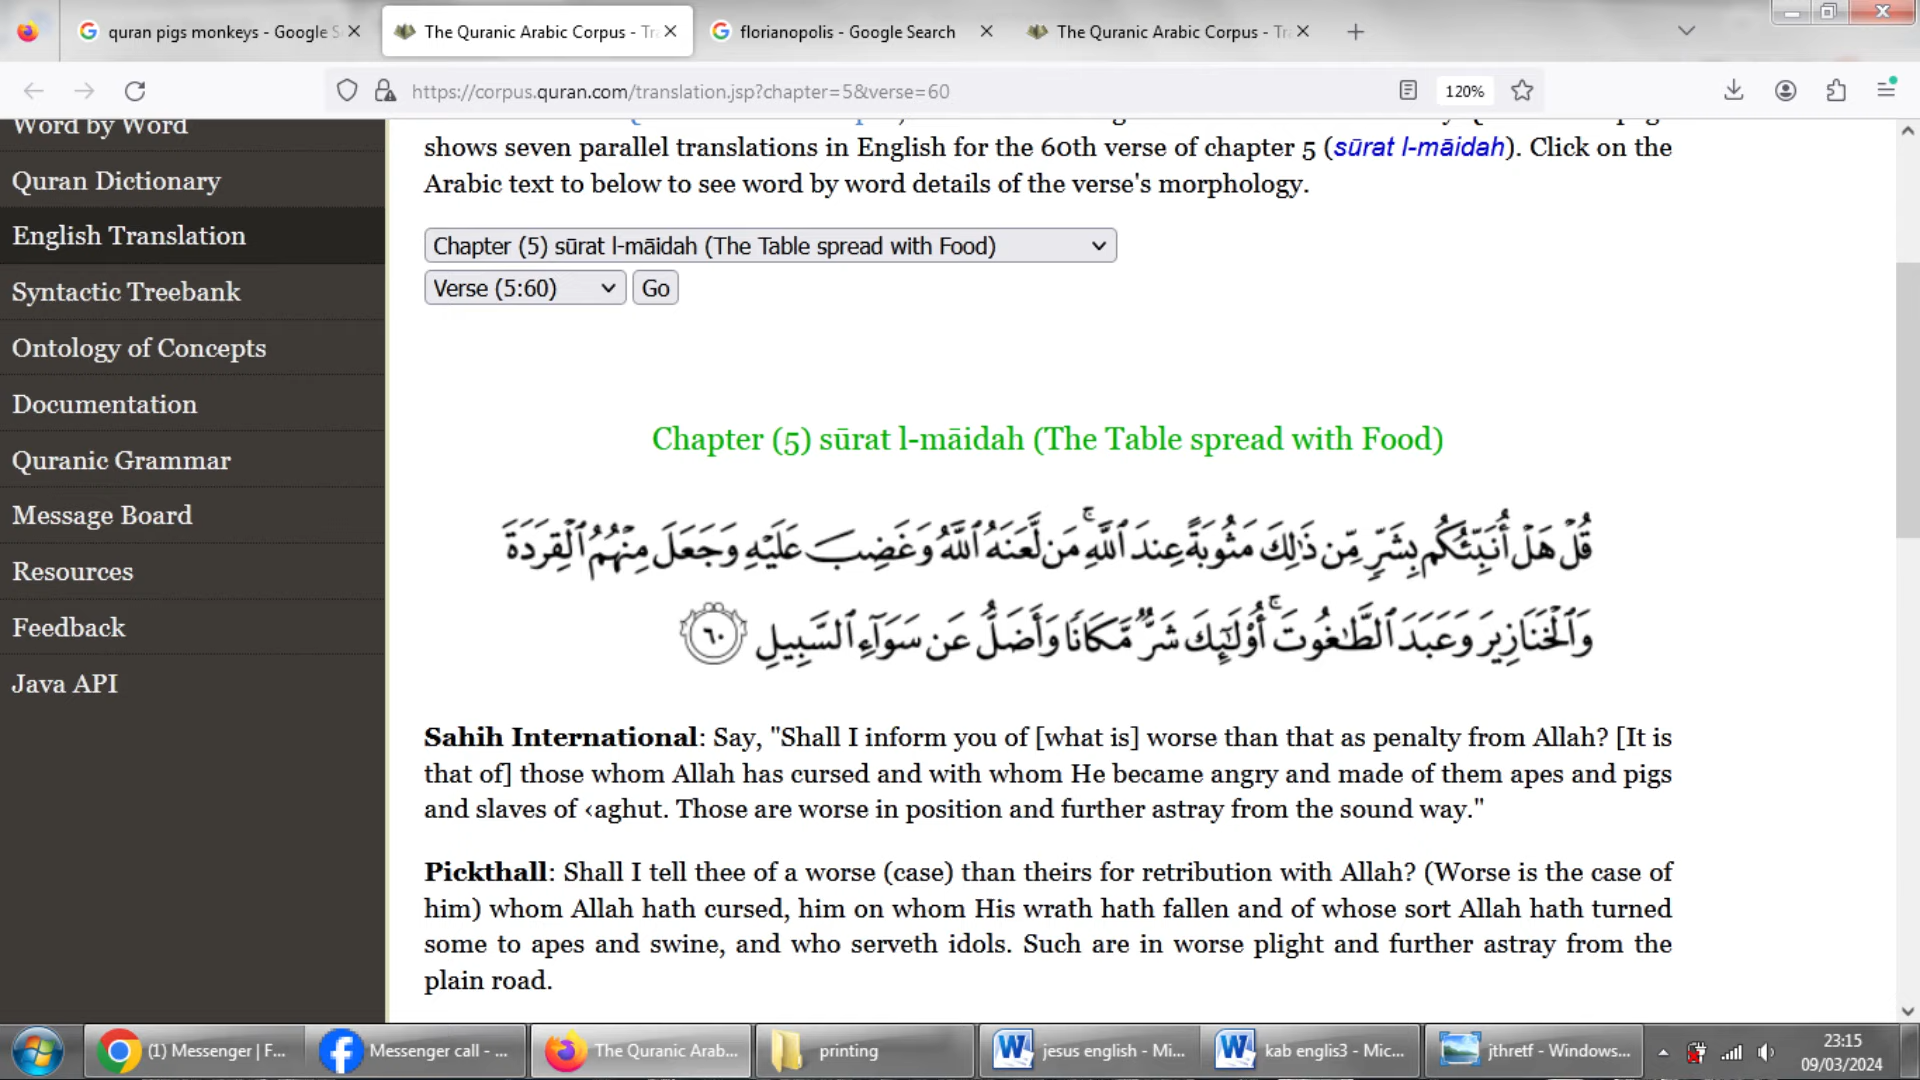 quran pigs monkeys - Google S
The Quranic Arabic Corpus - Tra
florianopolis - Google Search
The Quranic Arabic Corpus - Tra
https://corpus.quran.com/translation.jsp?chapter=5&verse=60
120%
Word by Word
Quran Dictionary
English Translation
Syntactic Treebank
Ontology of Concepts
Documentation
Quranic Grammar
Message Board
Resources
Feedback
Java API
shows seven parallel translations in English for the 60th verse of chapter 5 (sūrat l-māidah). Click on the
Arabic text to below to see word by word details of the verse's morphology.
Chapter (5) sūrat l-māidah (The Table spread with Food)
Verse (5:60) Go
Chapter (5) sūrat l-māidah (The Table spread with Food)
قُلْ هَلْ أُنَبِّئُكُم بِشَرٍّ مِّن ذَٰلِكَ مَثُوبَةً عِندَ ٱللَّهِ ۚ مَن لَّعَنَهُ ٱللَّهُ وَغَضِبَ عَلَيْهِ وَجَعَلَ مِنْهُمُ ٱلْقِرَدَةَ
وَٱلْخَنَازِيرَ وَعَبَدَ ٱلطَّـٰغُوتَ ۚ أُو۟لَـٰٓئِكَ شَرٌّ مَّكَانًا وَأَضَلُّ عَن سَوَآءِ ٱلسَّبِيلِ ٦٠
Sahih International: Say, "Shall I inform you of [what is] worse than that as penalty from Allah? [It is
that of] those whom Allah has cursed and with whom He became angry and made of them apes and pigs
and slaves of ‹aghut. Those are worse in position and further astray from the sound way."
Pickthall: Shall I tell thee of a worse (case) than theirs for retribution with Allah? (Worse is the case of
him) whom Allah hath cursed, him on whom His wrath hath fallen and of whose sort Allah hath turned
some to apes and swine, and who serveth idols. Such are in worse plight and further astray from the
plain road.
(1) Messenger | F...
Messenger call - ...
The Quranic Arab...
printing
jesus english - Mi...
kab englis3 - Mic...
jthretf - Windows...
23:15
09/03/2024